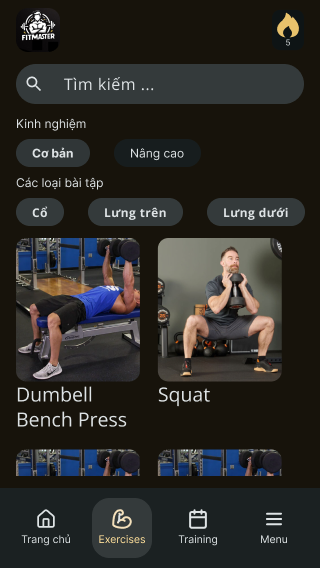 FITMASTER
5
Tìm kiếm ...
Kinh nghiệm
Cơ bản
Nâng cao
Các loại bài tập
Cổ
Lưng trên
Lưng dưới
Dumbell
Bench Press
Squat
Trang chủ
Exercises
Training
Menu